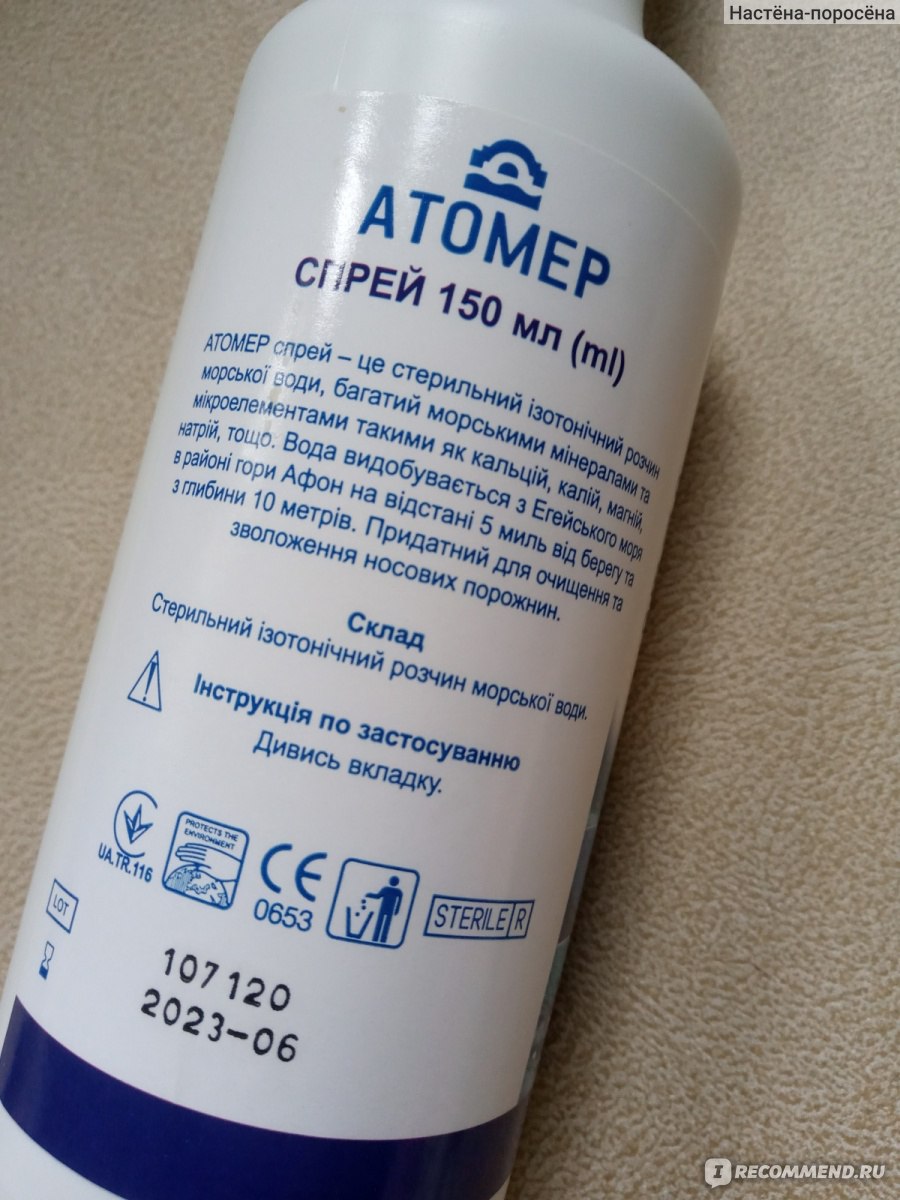 Настёна-поросёна
АТОМЕР
СПРЕЙ 150 мл (ml)
АТОМЕР спрей – це стерильний ізотонічний розчин
морської води, багатий морськими мінералами та
мікроелементами такими як кальцій, калій, магній,
натрій, тощо. Вода видобувається з Егейського моря
в районі гори Афон на відстані 5 миль від берегу та
з глибини 10 метрів. Придатний для очищення та
зволоження носових порожнин.
Склад
Стерильний ізотонічний розчин морської води.
Інструкція по застосуванню
Дивись вкладку.
UA.TR.116
PROTECTS THE
ENVIRONMENT
CE
0653
STERILE R
LOT
107120
2023-06
IRECOMMEND.RU